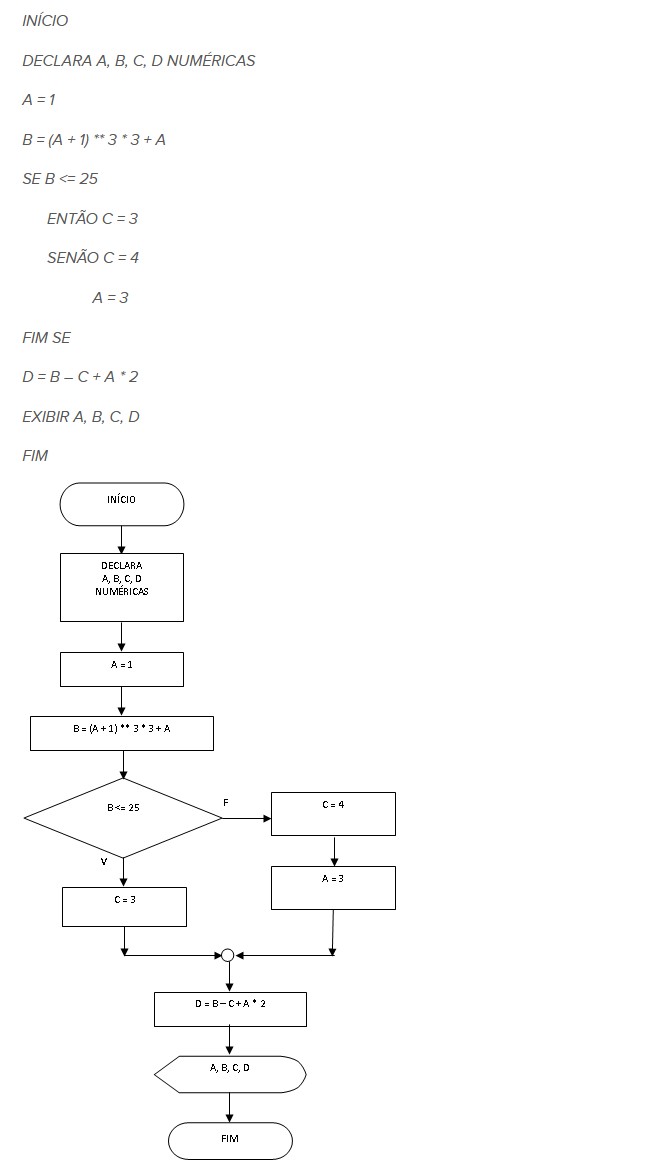 INÍCIO
DECLARA A, B, C, D NUMÉRICAS
A = 1
B = (A + 1) ** 3 * 3 + A
SE B <= 25
ENTÃO C = 3
SENÃO C = 4
A = 3
FIM SE
D = B – C + A * 2
EXIBIR A, B, C, D
FIM
INÍCIO
DECLARA
A, B, C, D
NUMÉRICAS
A = 1
B = (A + 1) ** 3 * 3 + A
B <= 25
F
C = 4
V
A = 3
C = 3
D = B – C + A * 2
A, B, C, D
FIM